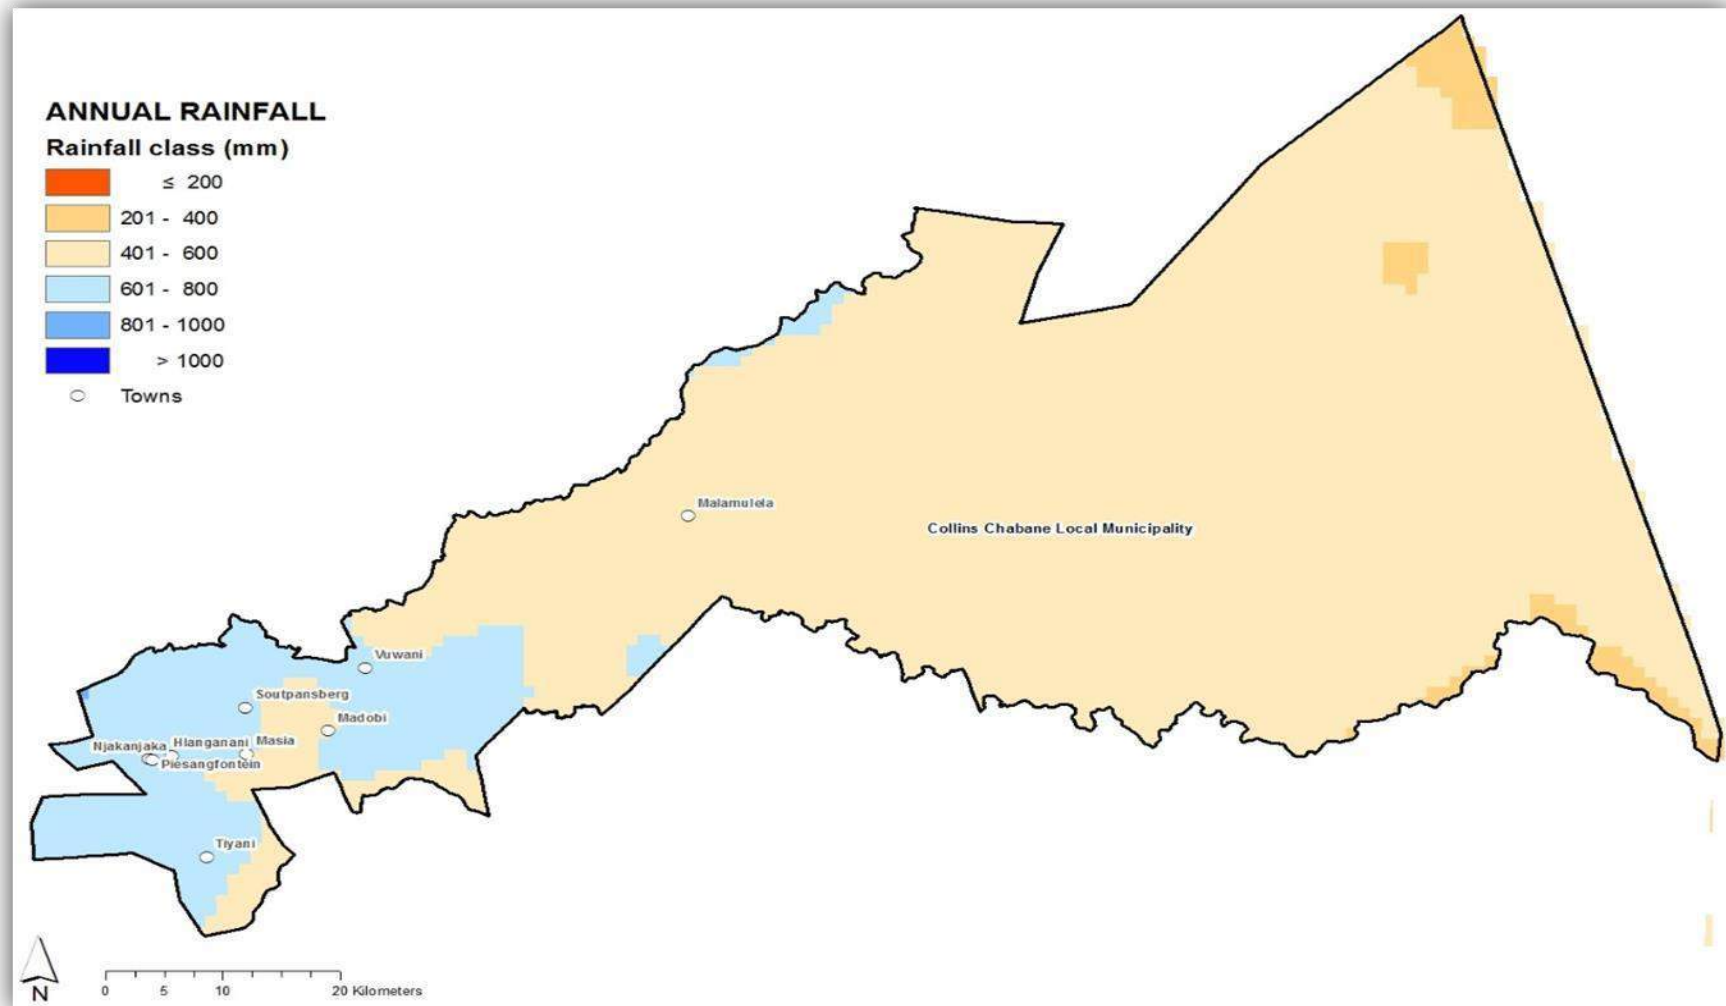 ANNUAL RAINFALL
Rainfall class (mm)
≤ 200
201 - 400
401 - 600
601 - 800
801 - 1000
> 1000
Towns
Malamulela
Collins Chabane Local Municipality
Vuwani
Soutpansberg
Madobi
Njakanjaka Hlanganani Masia
Piesangfontein
Tiyani
N
0 5 10 20 Kilometers